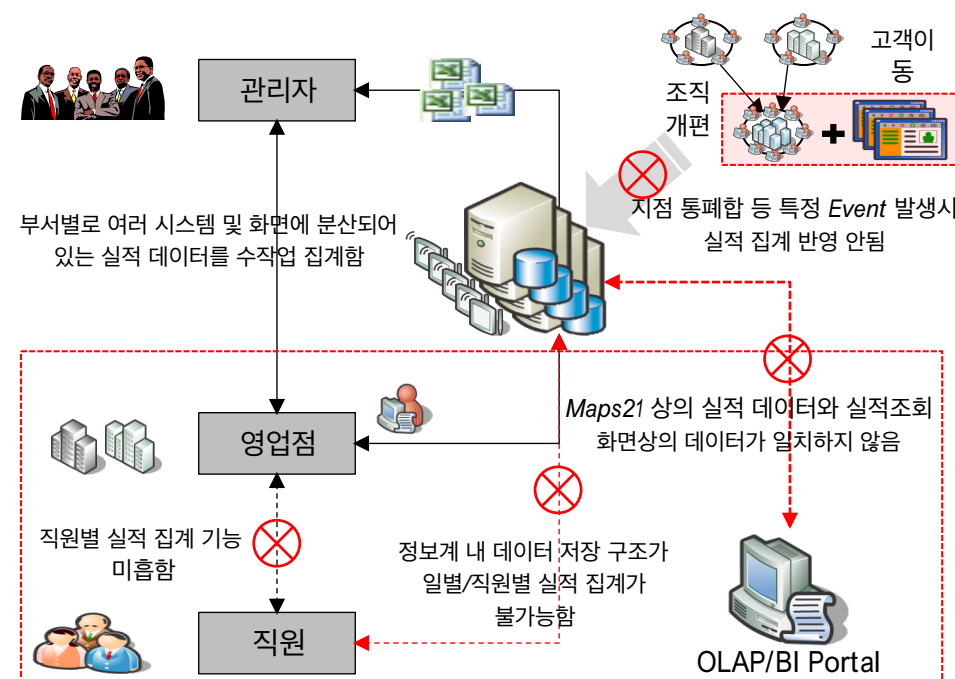 고객이
동
관리자
조직
개편
지점 통폐합 등 특정 Event 발생시
실적 집계 반영 안됨
부서별로 여러 시스템 및 화면에 분산되어
있는 실적 데이터를 수작업 집계함
Maps21 상의 실적 데이터와 실적조회
화면상의 데이터가 일치하지 않음
영업점
직원별 실적 집계 기능
미흡함
정보계 내 데이터 저장 구조가
일별/직원별 실적 집계가
불가능함
직원
OLAP/BI Portal